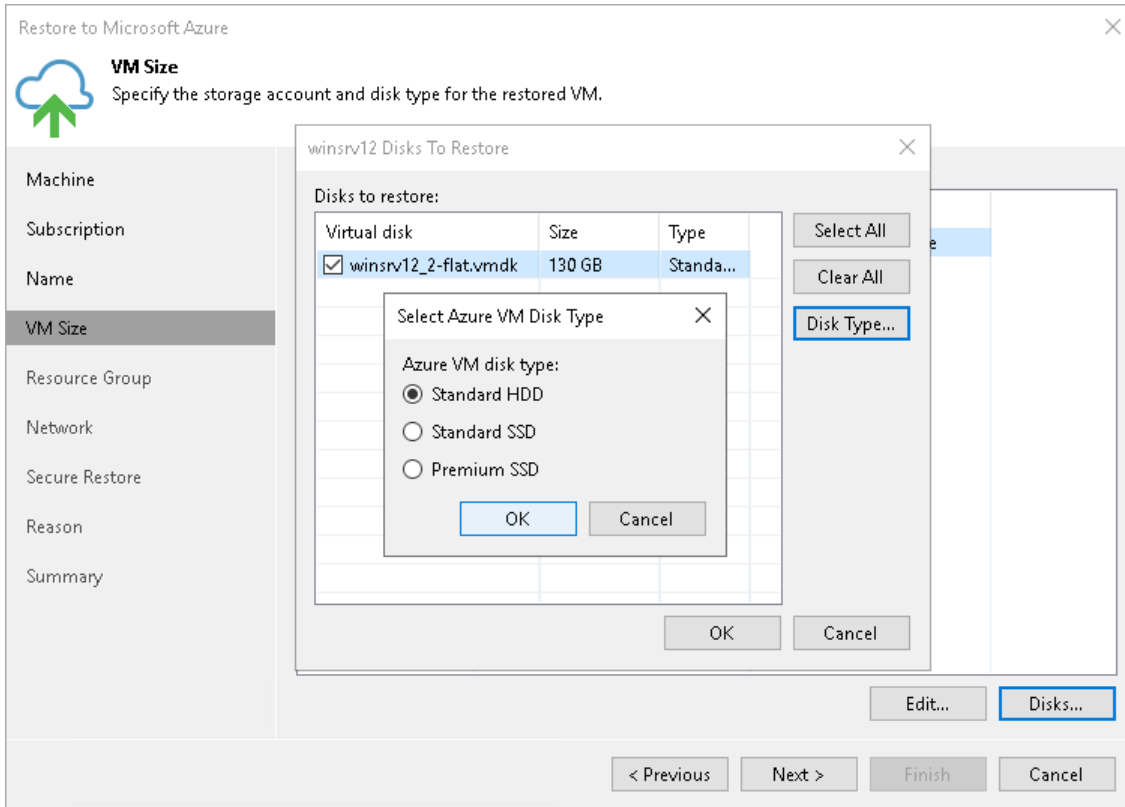 Restore to Microsoft Azure
VM Size
Specify the storage account and disk type for the restored VM.
Machine
Subscription
Name
VM Size
Resource Group
Network
Secure Restore
Reason
Summary
winsrv12 Disks To Restore
Disks to restore:
Virtual disk Size Type
winsrv12_2-flat.vmdk 130 GB Standa...
Select All
Clear All
Disk Type...
e
Select Azure VM Disk Type
Azure VM disk type:
Standard HDD
Standard SSD
Premium SSD
OK Cancel
OK Cancel
Edit... Disks...
< Previous Next > Finish Cancel